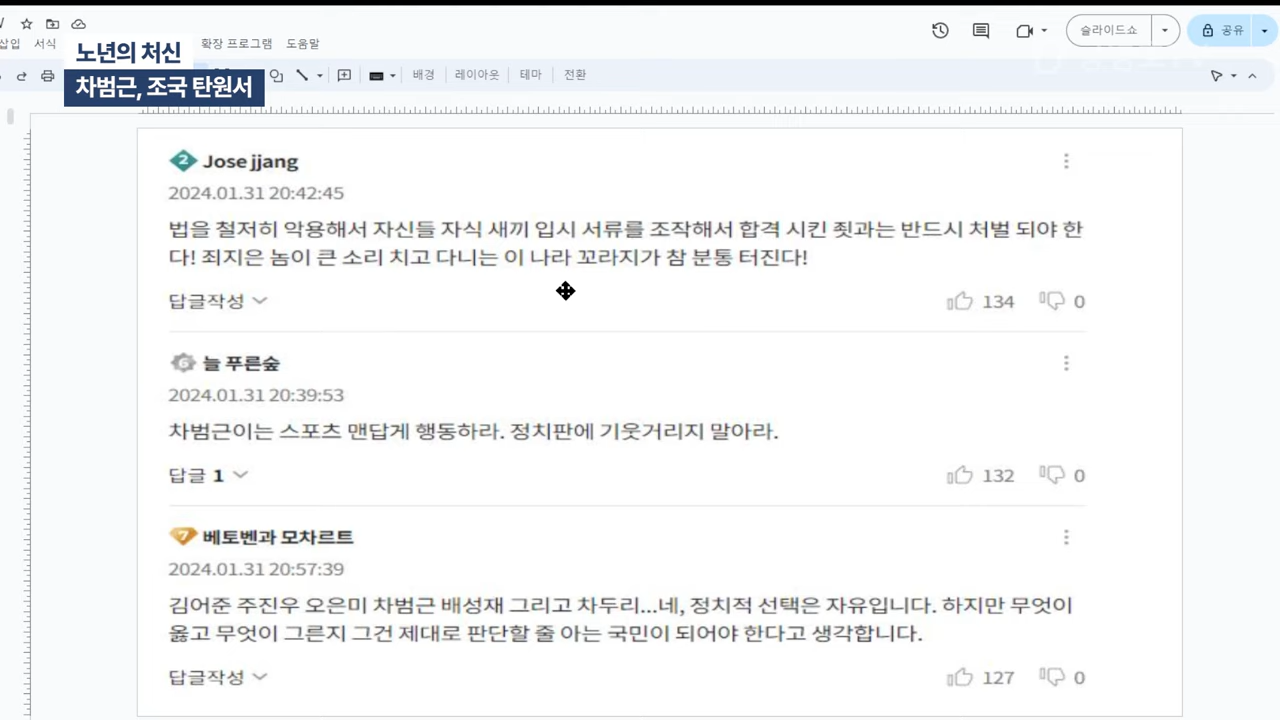 삽입 서식
확장 프로그램 도움말
슬라이드쇼
공유
노년의 처신
차범근, 조국 탄원서
배경 레이아웃 테마 전환
2 Jose jjang
2024.01.31 20:42:45
법을 철저히 악용해서 자신들 자식 새끼 입시 서류를 조작해서 합격 시킨 죗과는 반드시 처벌 되야 한
다! 죄지은 놈이 큰 소리 치고 다니는 이 나라 꼬라지가 참 분통 터진다!
답글작성
134 0
6 늘 푸른숲
2024.01.31 20:39:53
차범근이는 스포츠 맨답게 행동하라. 정치판에 기웃거리지 말아라.
답글 1
132 0
7 베토벤과 모차르트
2024.01.31 20:57:39
김어준 주진우 오은미 차범근 배성재 그리고 차두리...네, 정치적 선택은 자유입니다. 하지만 무엇이
옳고 무엇이 그른지 그건 제대로 판단할 줄 아는 국민이 되어야 한다고 생각합니다.
답글작성
127 0